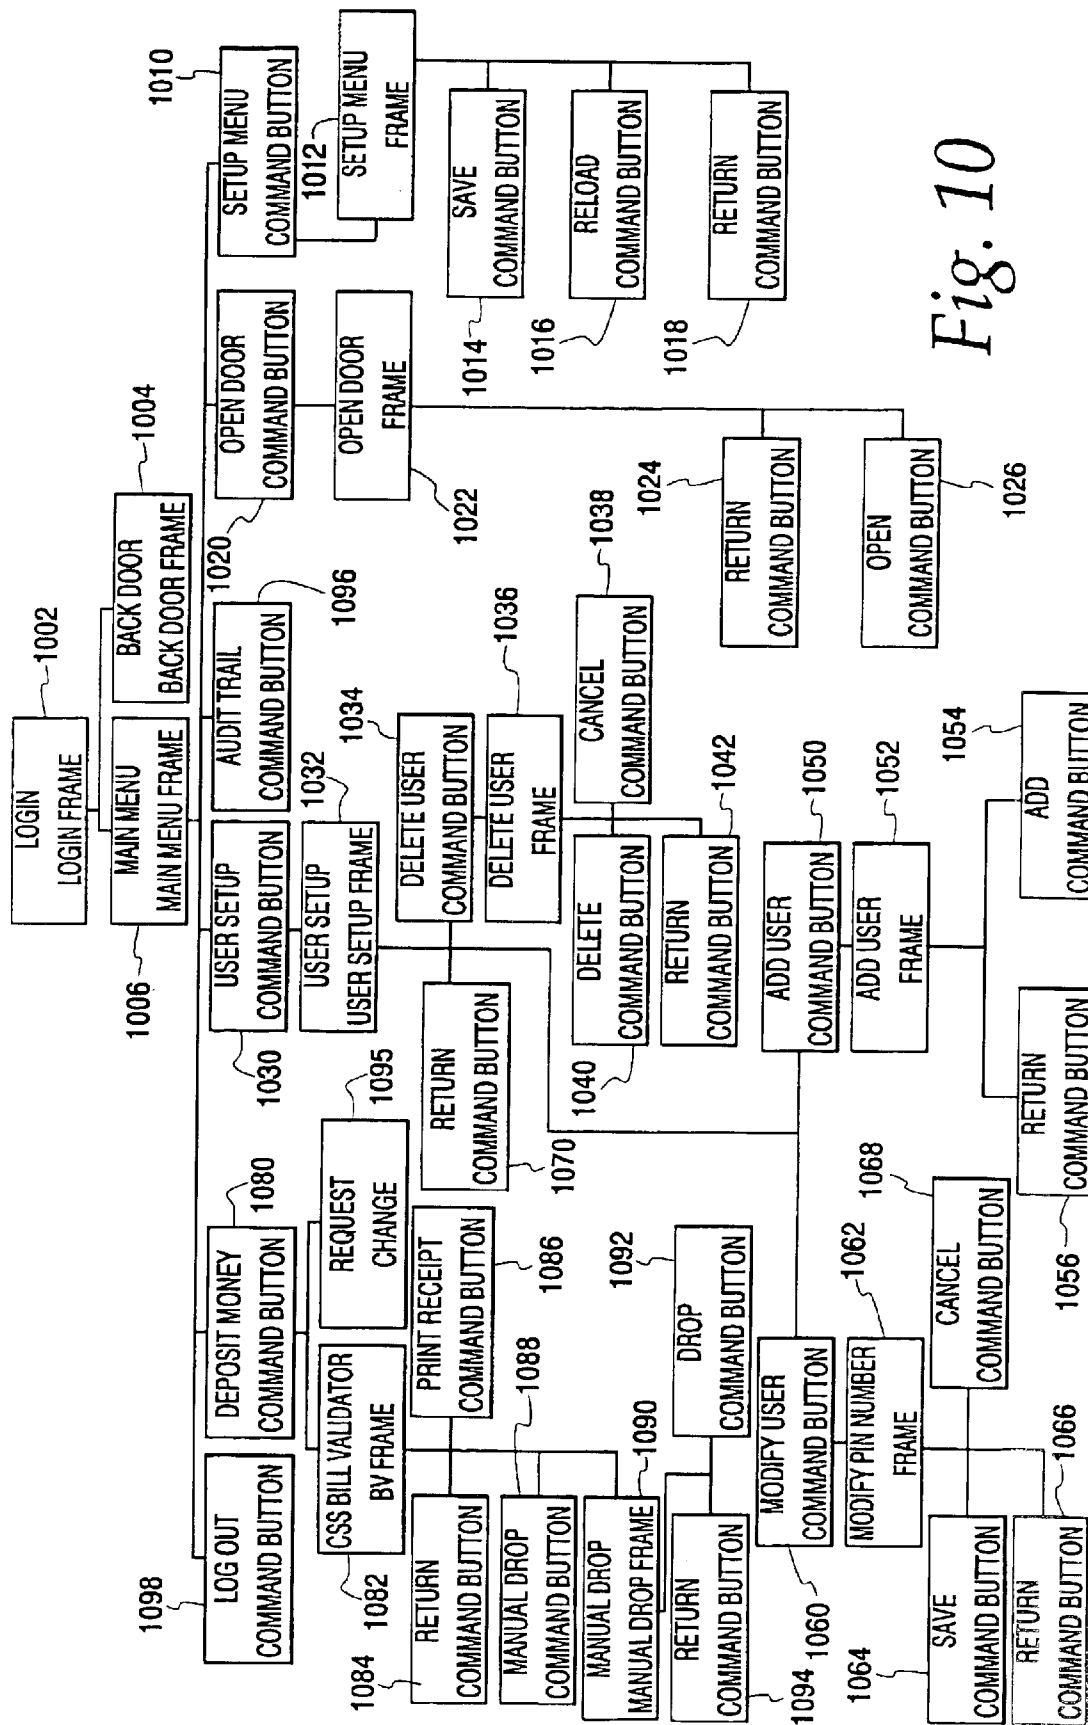 1002
LOGIN
LOGIN FRAME
1004
BACK DOOR
BACK DOOR FRAME
1006
MAIN MENU
MAIN MENU FRAME
1098
LOG OUT
COMMAND BUTTON
1080
DEPOSIT MONEY
COMMAND BUTTON
1030
USER SETUP
COMMAND BUTTON
1096
AUDIT TRAIL
COMMAND BUTTON
1020
OPEN DOOR
COMMAND BUTTON
1010
SETUP MENU
COMMAND BUTTON
1082
CSS BILL VALIDATOR
BV FRAME
1095
REQUEST
CHANGE
1032
USER SETUP
USER SETUP FRAME
1022
OPEN DOOR
FRAME
1012
SETUP MENU
FRAME
1084
RETURN
COMMAND BUTTON
1086
PRINT RECEIPT
COMMAND BUTTON
1070
RETURN
COMMAND BUTTON
1034
DELETE USER
COMMAND BUTTON
1014
SAVE
COMMAND BUTTON
1088
MANUAL DROP
COMMAND BUTTON
1036
DELETE USER
FRAME
1016
RELOAD
COMMAND BUTTON
1090
MANUAL DROP
MANUAL DROP FRAME
1040
DELETE
COMMAND BUTTON
1038
CANCEL
COMMAND BUTTON
1094
RETURN
COMMAND BUTTON
1092
DROP
COMMAND BUTTON
1042
RETURN
COMMAND BUTTON
1024
RETURN
COMMAND BUTTON
1018
RETURN
COMMAND BUTTON
1060
MODIFY USER
COMMAND BUTTON
1050
ADD USER
COMMAND BUTTON
1026
OPEN
COMMAND BUTTON
1062
MODIFY PIN NUMBER
FRAME
1052
ADD USER
FRAME
1064
SAVE
COMMAND BUTTON
1068
CANCEL
COMMAND BUTTON
1066
RETURN
COMMAND BUTTON
1056
RETURN
COMMAND BUTTON
1054
ADD
COMMAND BUTTON
Fig. 10